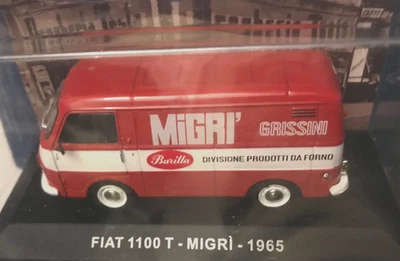 MiGRI' GRISSINI
Barilla DIVISIONE PRODOTTI DA FORNO
FIAT 1100 T - MIGRÌ - 1965